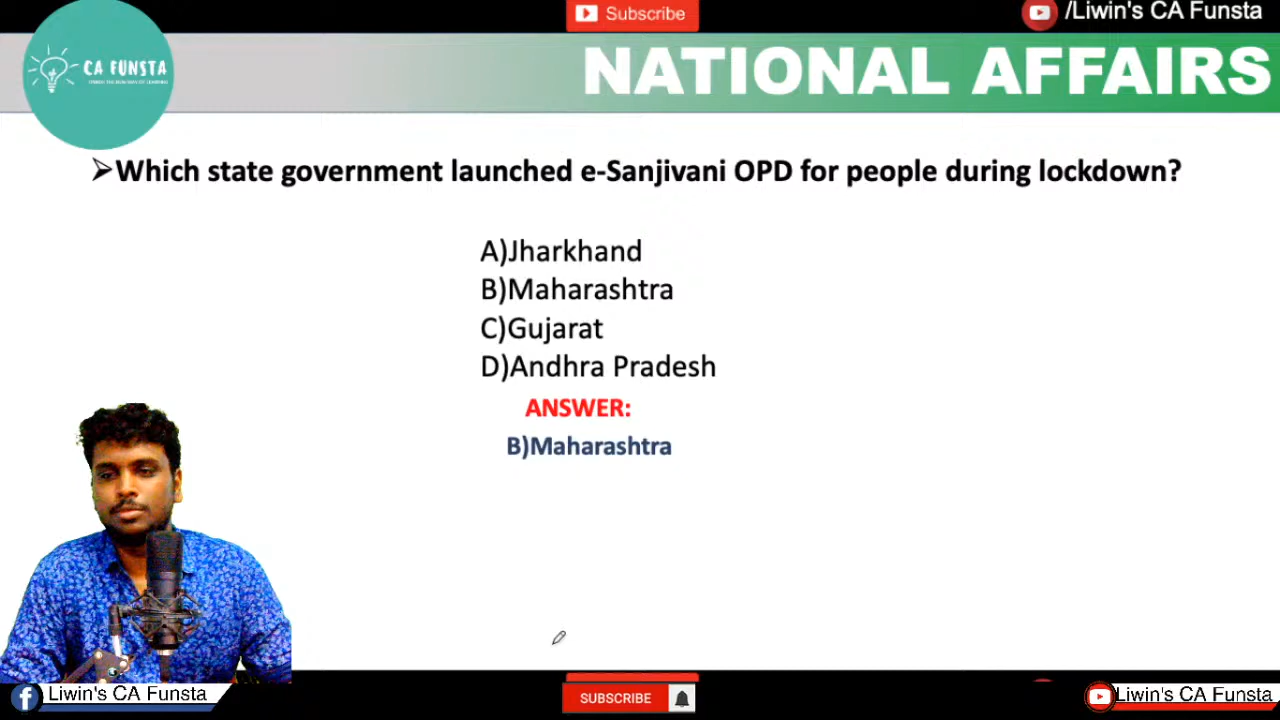 Subscribe
/Liwin's CA Funsta
CA FUNSTA
NATIONAL AFFAIRS
➢Which state government launched e-Sanjivani OPD for people during lockdown?
A)Jharkhand
B)Maharashtra
C)Gujarat
D)Andhra Pradesh
ANSWER:
B)Maharashtra
Liwin's CA Funsta
SUBSCRIBE
Liwin's CA Funsta